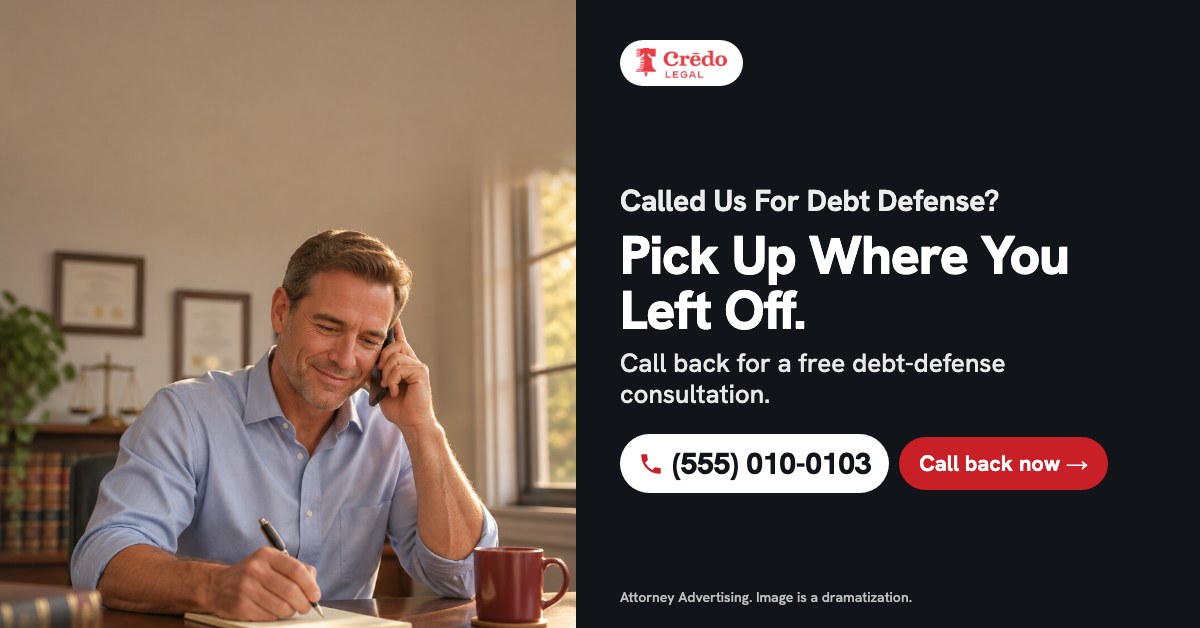 Crēdo
LEGAL
Called Us For Debt Defense?
Pick Up Where You
Left Off.
Call back for a free debt-defense
consultation.
(555) 010-0103
Call back now →
Attorney Advertising. Image is a dramatization.